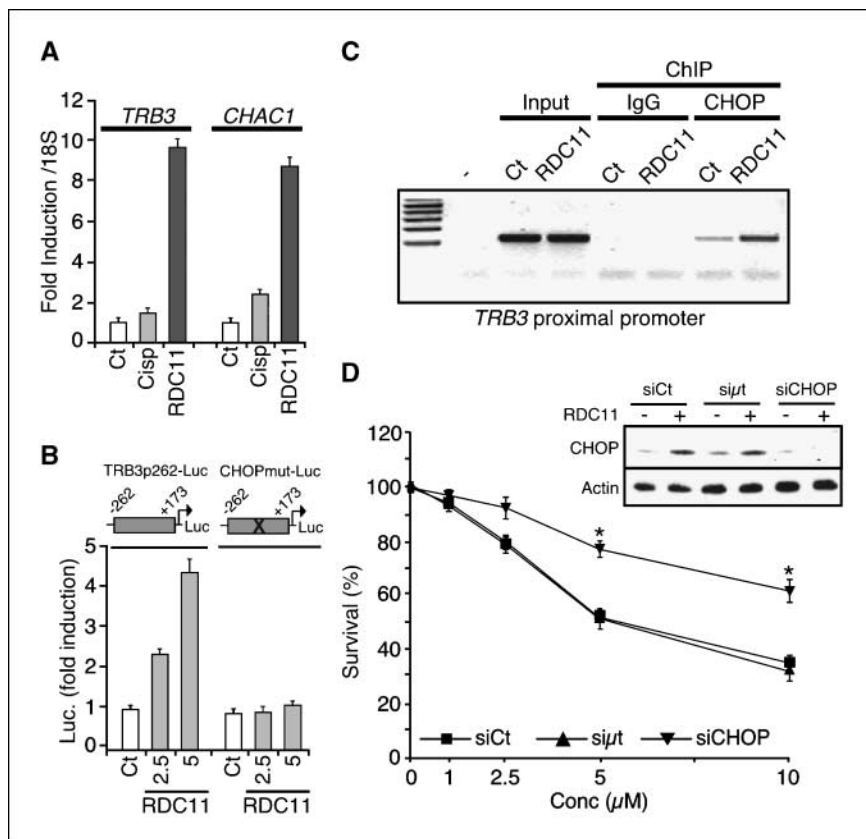 A
Fold Induction /18S
12
10
8
6
4
2
0
TRB3
CHAC1
Ct
Cisp
RDC11
Ct
Cisp
RDC11
B
TRB3p262-Luc
CHOPmut-Luc
-262
+173
Luc
-262
X
+173
Luc
Luc. (fold induction)
5
4
3
2
1
0
Ct
2.5
5
Ct
2.5
5
RDC11
RDC11
C
ChIP
Input
IgG
CHOP
-
Ct
RDC11
Ct
RDC11
Ct
RDC11
TRB3 proximal promoter
D
siCt
siμt
siCHOP
RDC11
- + - + - +
CHOP
Actin
Survival (%)
120
100
80
60
40
80
0
*
*
siCt
siμt
siCHOP
0
1
2.5
5
10
Conc (μM)